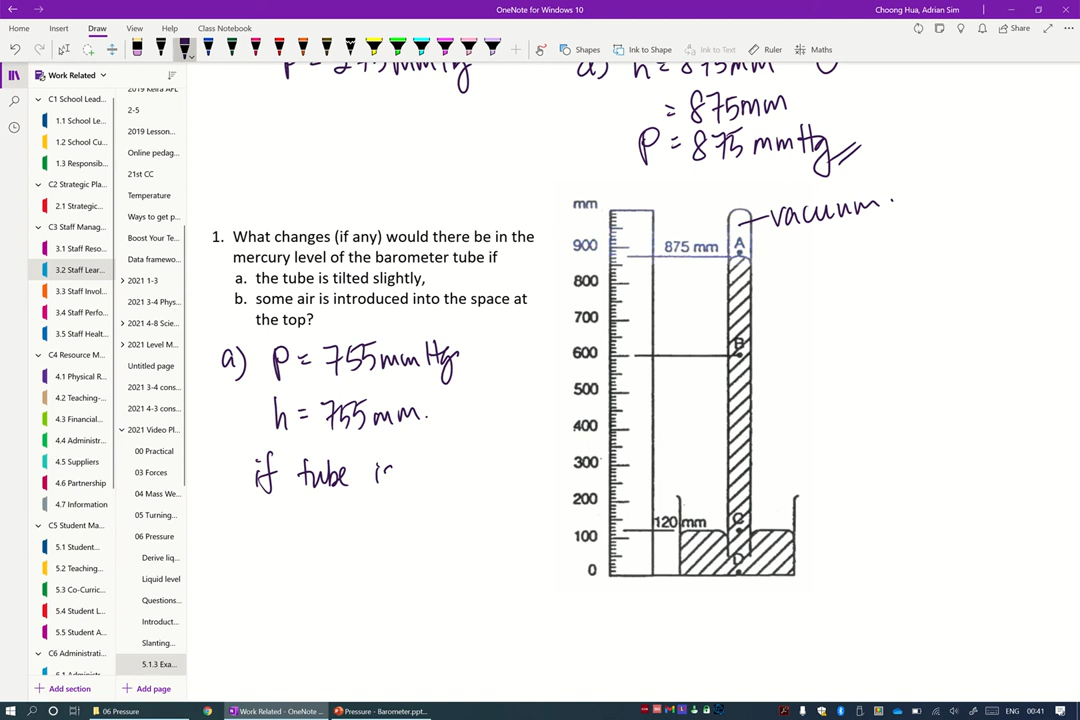 OneNote for Windows 10
Choong Hua, Adrian Sim
Home Insert Draw View Help Class Notebook
Share
Shapes Ink to Shape Ink to Text Ruler Maths
Work Related
C1 School Lead...
1.1 School Le...
1.2 School Cu...
1.3 Responsib...
C2 Strategic Pla...
2.1 Strategic...
C3 Staff Manag...
3.1 Staff Reso...
3.2 Staff Lear...
3.3 Staff Invol...
3.4 Staff Perfo...
3.5 Staff Healt...
C4 Resource M...
4.1 Physical R...
4.2 Teaching-...
4.3 Financial...
4.4 Administr...
4.5 Suppliers
4.6 Partnership
4.7 Information
C5 Student Ma...
5.1 Student...
5.2 Teaching...
5.3 Co-Curric...
5.4 Student L...
5.5 Student A...
C6 Administrati...
Add section
2-5
2019 Lesson...
Online pedag...
21st CC
Temperature
Ways to get p...
Boost Your Te...
Data framewo...
2021 1-3
2021 3-4 Phys...
2021 4-8 Scie...
2021 Level M...
Untitled page
2021 3-4 cons...
2021 4-3 cons...
2021 Video Pl...
00 Practical
03 Forces
04 Mass We...
05 Turning...
06 Pressure
Derive liq...
Liquid level
Questions...
Introduct...
Slanting...
5.1.3 Exa...
Add page
= 875mm
P = 875 mmHg
1. What changes (if any) would there be in the
mercury level of the barometer tube if
a. the tube is tilted slightly,
b. some air is introduced into the space at
the top?
a) P = 755mmHg
h = 755mm.
if tube is
mm
vacuum.
900 875 mm A
800
700
600 B
500
400
300
200
120 mm C
100
D
0
06 Pressure
Work Related - OneNote ...
Pressure - Barometer.ppt...
ENG 00:41